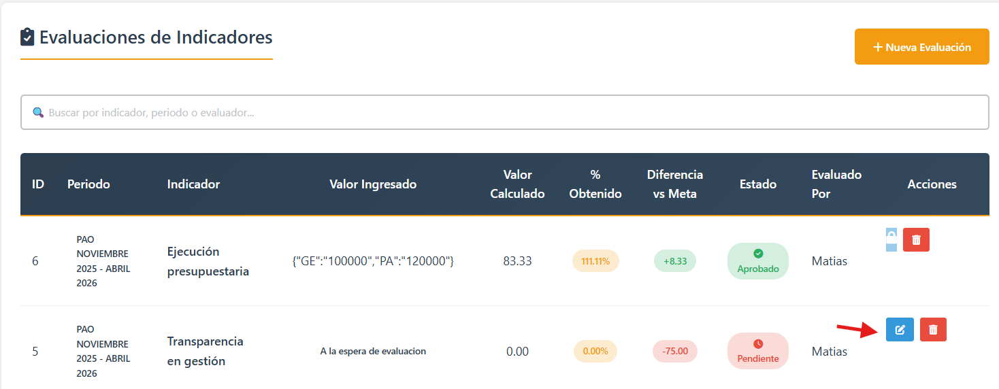 Evaluaciones de Indicadores
+ Nueva Evaluación
Buscar por indicador, periodo o evaluador...
ID Periodo Indicador Valor Ingresado Valor Calculado % Obtenido Diferencia vs Meta Estado Evaluado Por Acciones
6
PAO
NOVIEMBRE
2025 - ABRIL
2026
Ejecución
presupuestaria
{"GE":"100000","PA":"120000"}
83.33
111.11%
+8.33
Aprobado
Matias
5
PAO
NOVIEMBRE
2025 - ABRIL
2026
Transparencia
en gestión
A la espera de evaluacion
0.00
0.00%
-75.00
Pendiente
Matias